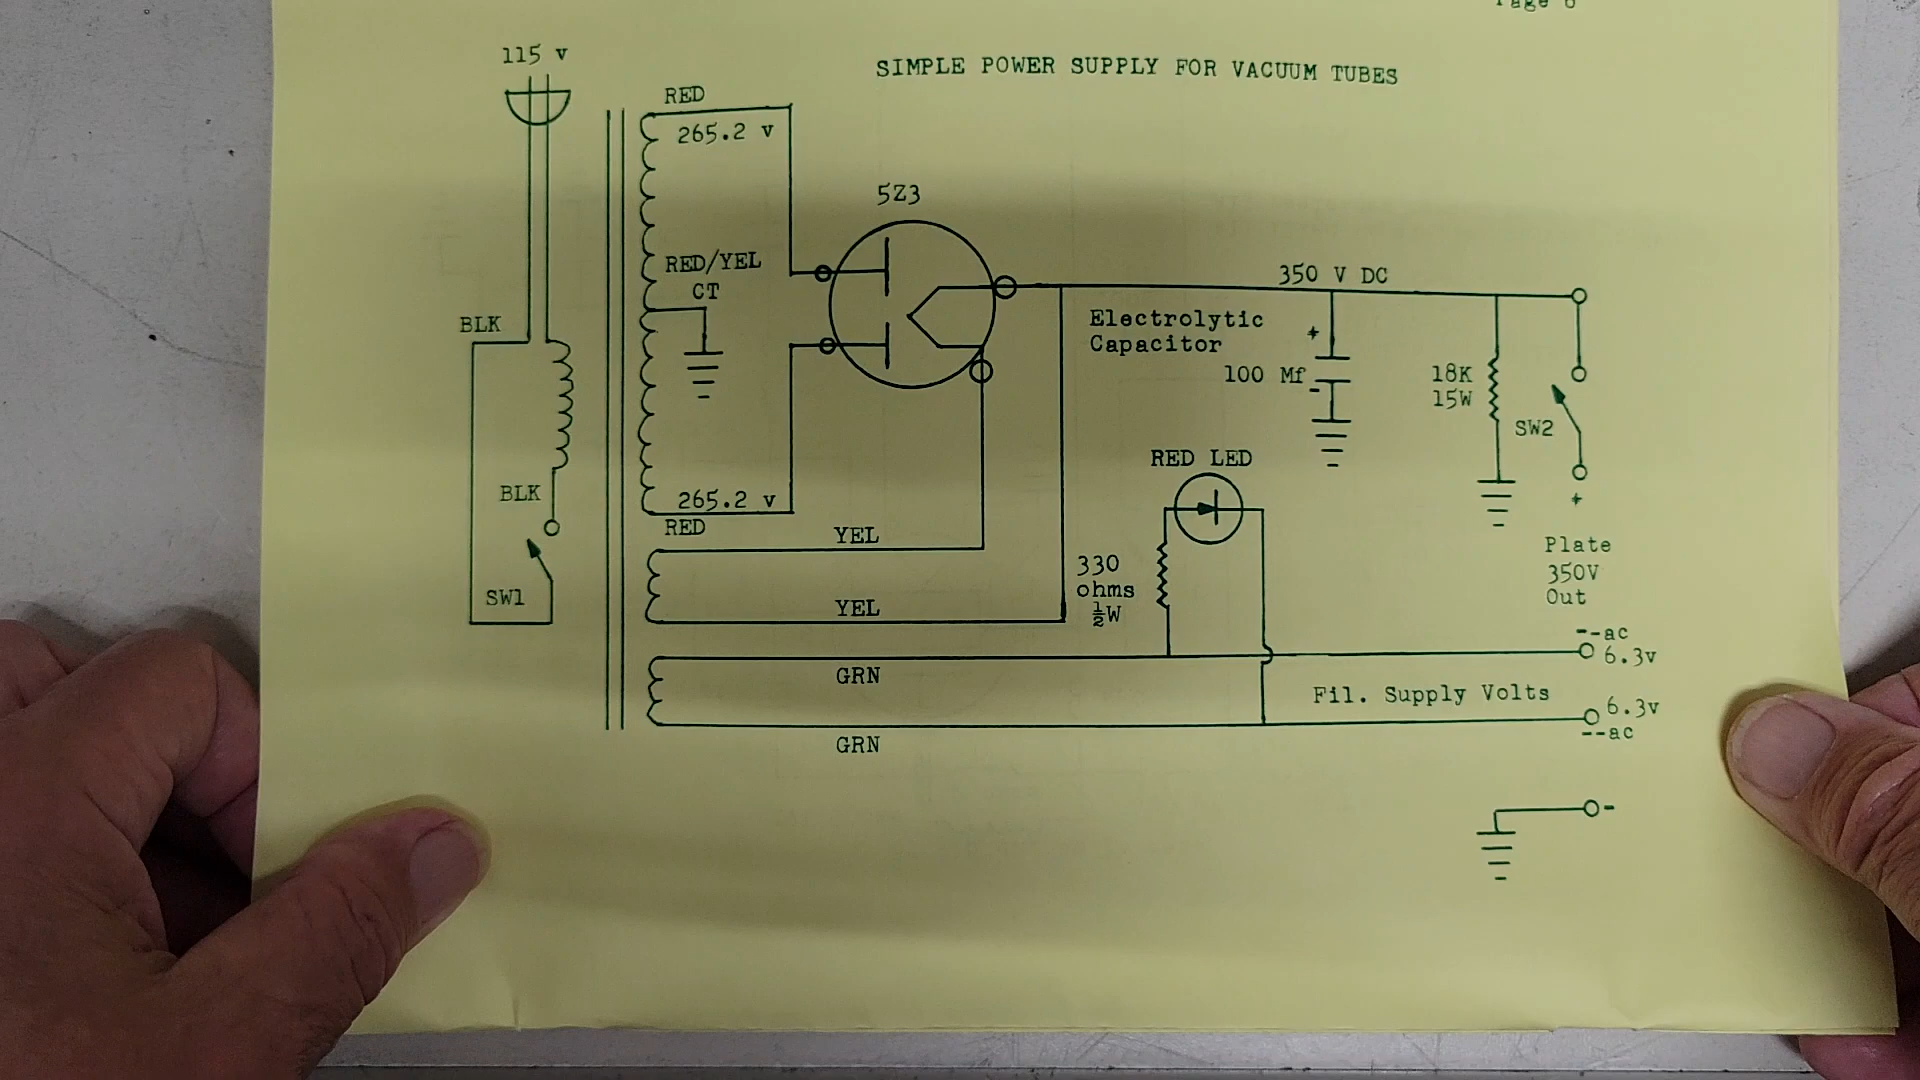 Page 6
115 v
SIMPLE POWER SUPPLY FOR VACUUM TUBES
RED
265.2 v
5Z3
RED/YEL
CT
350 V DC
BLK
Electrolytic
Capacitor
+
100 Mf
-
18K
15W
SW2
RED LED
BLK
265.2 v
RED
+
YEL
Plate
350V
Out
330
ohms
½W
SW1
YEL
--ac
6.3v
GRN
Fil. Supply Volts
6.3v
--ac
GRN
-